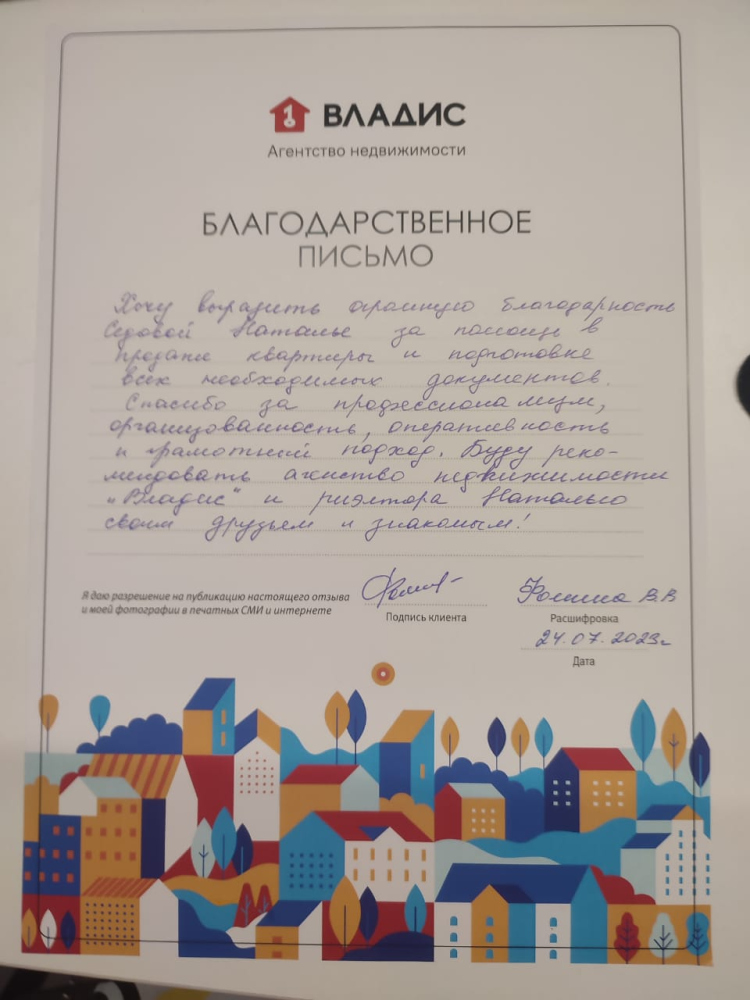 ВЛАДИС
Агентство недвижимости
БЛАГОДАРСТВЕННОЕ
ПИСЬМО
Хочу выразить огромную благодарность
Седовой Наталье за помощь в
продаже квартиры и подготовке
всех необходимых документов.
Спасибо за профессионализм,
организованность, оперативность
и грамотный подход. Буду реко-
мендовать агенство недвижимости
„Владис“ и риэлтора Наталью
своим друзьям и знакомым!
Я даю разрешение на публикацию настоящего отзыва
и моей фотографии в печатных СМИ и интернете
Подпись клиента
Фомина В.В
Расшифровка
24.07.2023г
Дата